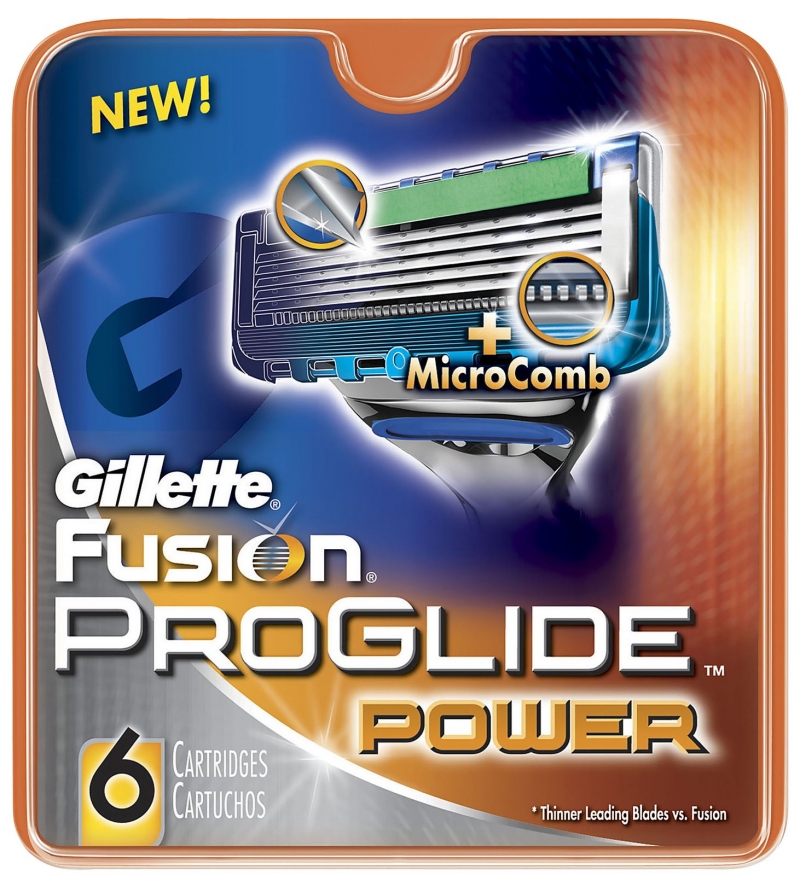 NEW!
+
MicroComb
Gillette®
Fusion®
PROGLIDE™
POWER
6 CARTRIDGES
CARTUCHOS
* Thinner Leading Blades vs. Fusion